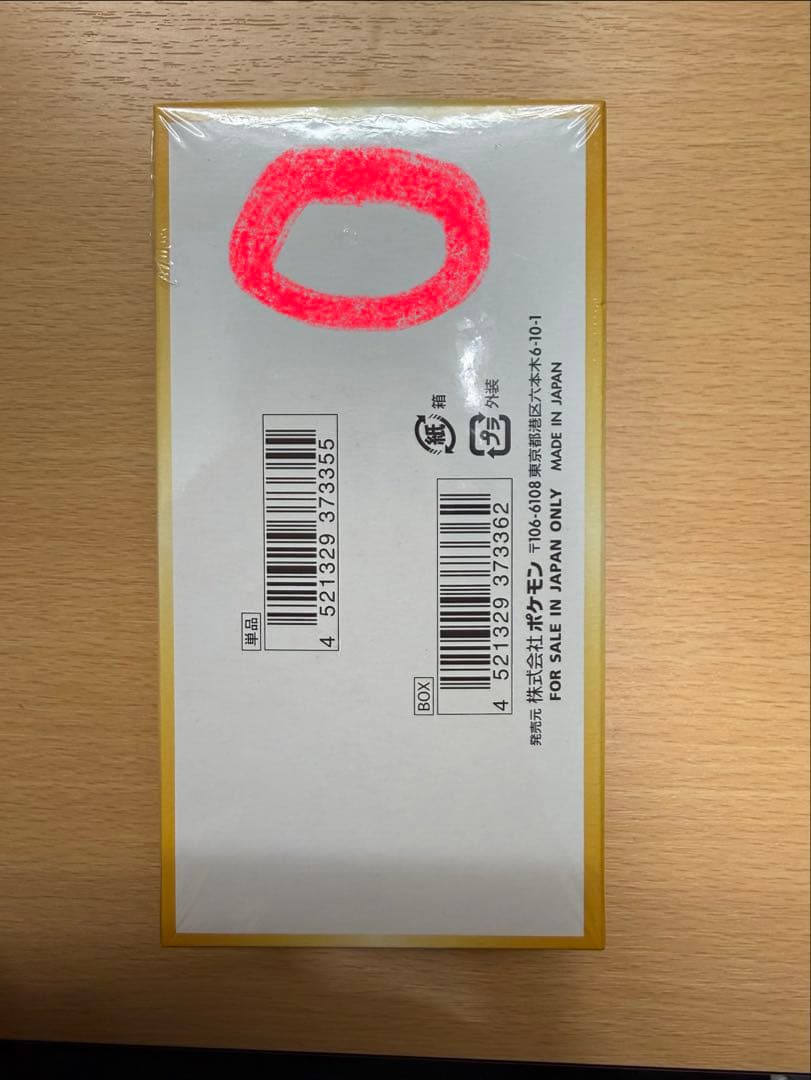 単品
4 521329 373355
紙
箱
プラ
外装
BOX
4 521329 373362
発売元 株式会社ポケモン 〒106-6108 東京都港区六本木6-10-1
FOR SALE IN JAPAN ONLY MADE IN JAPAN